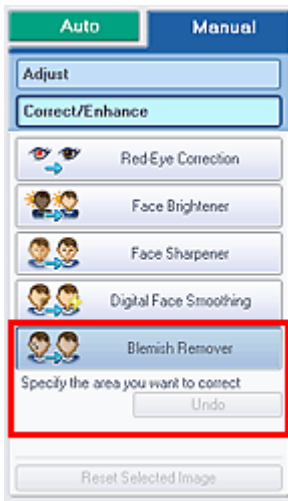 Auto Manual
Adjust
Correct/Enhance
Red-Eye Correction
Face Brightener
Face Sharpener
Digital Face Smoothing
Blemish Remover
Specify the area you want to correct
Undo
Reset Selected Image